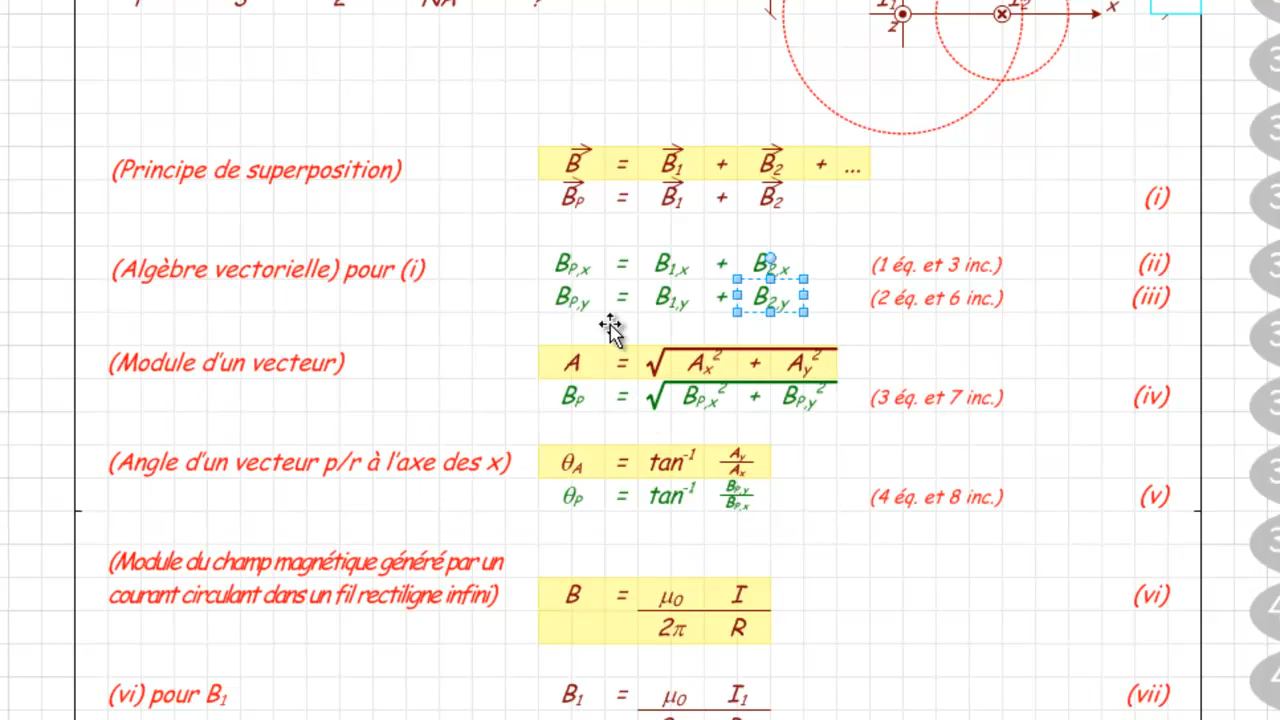 I₁ I₂ x
z
(Principe de superposition) B⃗ = B⃗₁ + B⃗₂ + ...
B⃗P = B⃗₁ + B⃗₂ (i)
(Algèbre vectorielle) pour (i) BP,x = B1,x + B2,x (1 éq. et 3 inc.) (ii)
BP,y = B1,y + B2,y (2 éq. et 6 inc.) (iii)
(Module d'un vecteur) A = √ Ax² + Ay²
BP = √ BP,x² + BP,y² (3 éq. et 7 inc.) (iv)
(Angle d'un vecteur p/r à l'axe des x) θA = tan⁻¹ Ay/Ax
θP = tan⁻¹ BP,y/BP,x (4 éq. et 8 inc.) (v)
(Module du champ magnétique généré par un
courant circulant dans un fil rectiligne infini) B = μ₀ I (vi)
2π R
(vi) pour B₁ B₁ = μ₀ I₁ (vii)